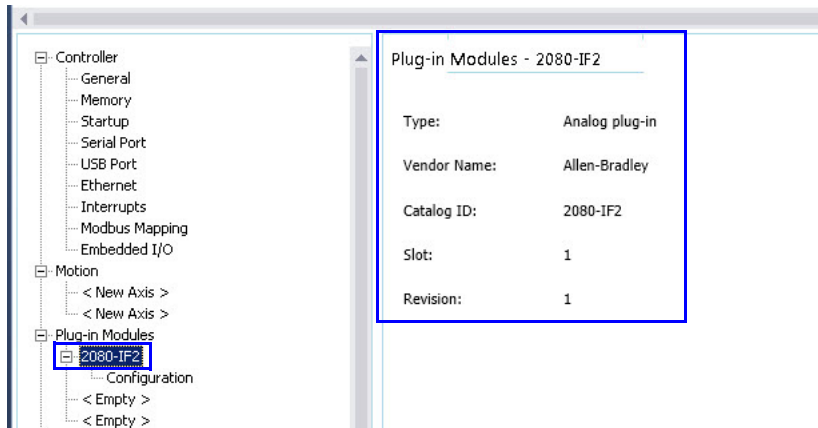 Controller
General
Memory
Startup
Serial Port
USB Port
Ethernet
Interrupts
Modbus Mapping
Embedded I/O
Motion
< New Axis >
< New Axis >
Plug-in Modules
2080-IF2
Configuration
< Empty >
< Empty >
Plug-in Modules - 2080-IF2
Type: Analog plug-in
Vendor Name: Allen-Bradley
Catalog ID: 2080-IF2
Slot: 1
Revision: 1